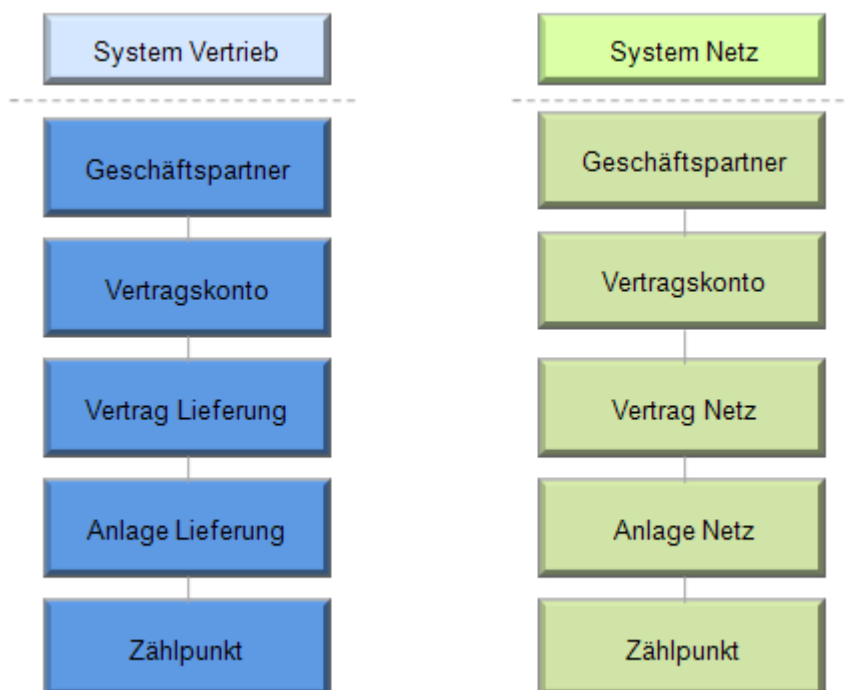 System Vertrieb
System Netz
Geschäftspartner
Geschäftspartner
Vertragskonto
Vertragskonto
Vertrag Lieferung
Vertrag Netz
Anlage Lieferung
Anlage Netz
Zählpunkt
Zählpunkt